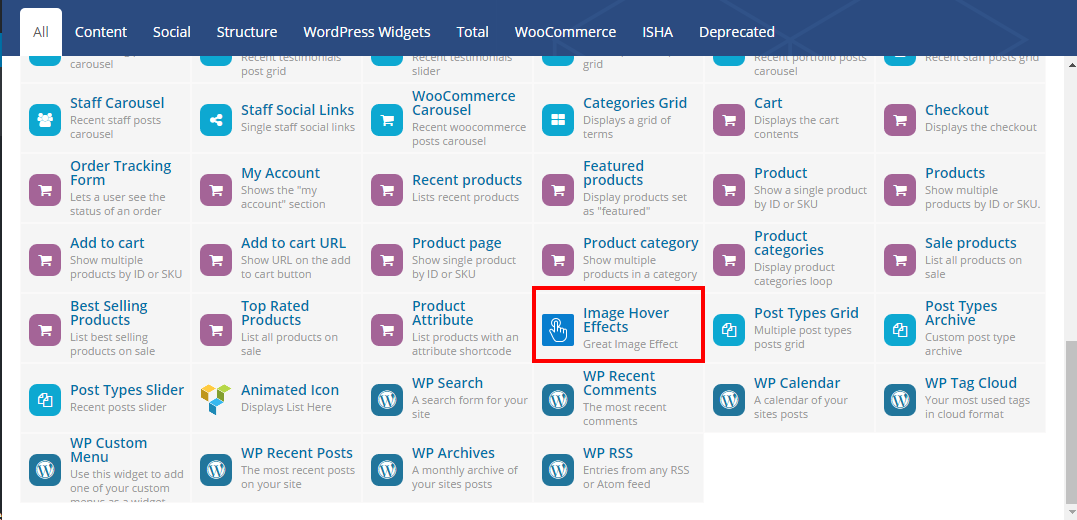 All Content Social Structure WordPress Widgets Total WooCommerce ISHA Deprecated
Recent testimonials Recent testimonials Recent portfolio posts Recent staff posts grid
carousel post grid slider grid carousel
Staff Carousel
Recent staff posts
carousel
Staff Social Links
Single staff social links
WooCommerce
Carousel
Recent woocommerce
posts carousel
Categories Grid
Displays a grid of
terms
Cart
Displays the cart
contents
Checkout
Displays the checkout
Order Tracking
Form
Lets a user see the
status of an order
My Account
Shows the "my
account" section
Recent products
Lists recent products
Featured
products
Display products set
as "featured"
Product
Show a single product
by ID or SKU
Products
Show multiple
products by ID or SKU.
Add to cart
Show multiple
products by ID or SKU
Add to cart URL
Show URL on the add
to cart button
Product page
Show single product
by ID or SKU
Product category
Show multiple
products in a category
Product
categories
Display product
categories loop
Sale products
List all products on
sale
Best Selling
Products
List best selling
products on sale
Top Rated
Products
List all products on
sale
Product
Attribute
List products with an
attribute shortcode
Image Hover
Effects
Great Image Effect
Post Types Grid
Multiple post types
posts grid
Post Types
Archive
Custom post type
archive
Post Types Slider
Recent posts slider
Animated Icon
Displays List Here
WP Search
A search form for your
site
WP Recent
Comments
The most recent
comments
WP Calendar
A calendar of your
sites posts
WP Tag Cloud
Your most used tags
in cloud format
WP Custom
Menu
Use this widget to add
one of your custom
menus as a widget
WP Recent Posts
The most recent posts
on your site
WP Archives
A monthly archive of
your sites posts
WP RSS
Entries from any RSS
or Atom feed